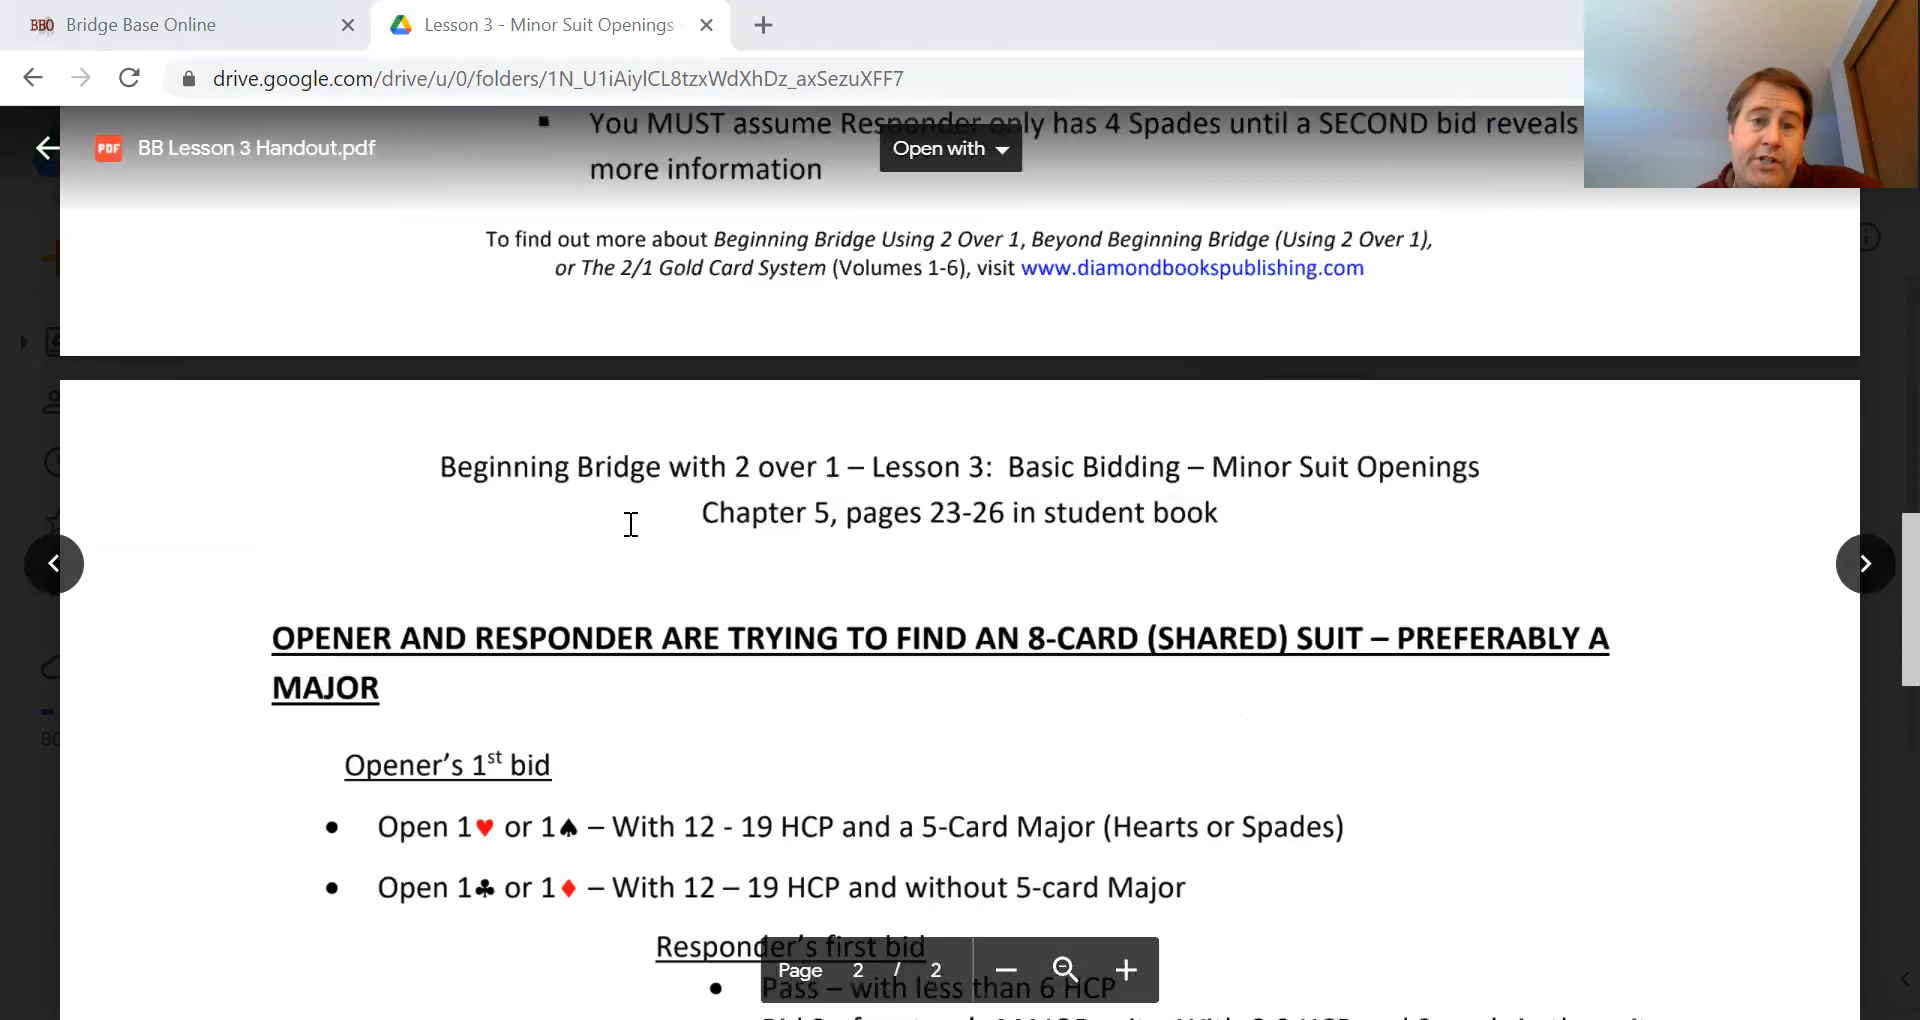 BBO Bridge Base Online
Lesson 3 - Minor Suit Openings
drive.google.com/drive/u/0/folders/1N_U1iAiylCL8tzxWdXhDz_axSezuXFF7
▪ You MUST assume Responder only has 4 Spades until a SECOND bid reveals
PDF BB Lesson 3 Handout.pdf
Open with
more information
To find out more about Beginning Bridge Using 2 Over 1, Beyond Beginning Bridge (Using 2 Over 1),
or The 2/1 Gold Card System (Volumes 1-6), visit www.diamondbookspublishing.com
Beginning Bridge with 2 over 1 – Lesson 3: Basic Bidding – Minor Suit Openings
Chapter 5, pages 23-26 in student book
OPENER AND RESPONDER ARE TRYING TO FIND AN 8-CARD (SHARED) SUIT – PREFERABLY A
MAJOR
Opener's 1st bid
• Open 1♥ or 1♠ – With 12 - 19 HCP and a 5-Card Major (Hearts or Spades)
• Open 1♣ or 1♦ – With 12 – 19 HCP and without 5-card Major
Responder's first bid
Page 2 / 2
• Pass – with less than 6 HCP